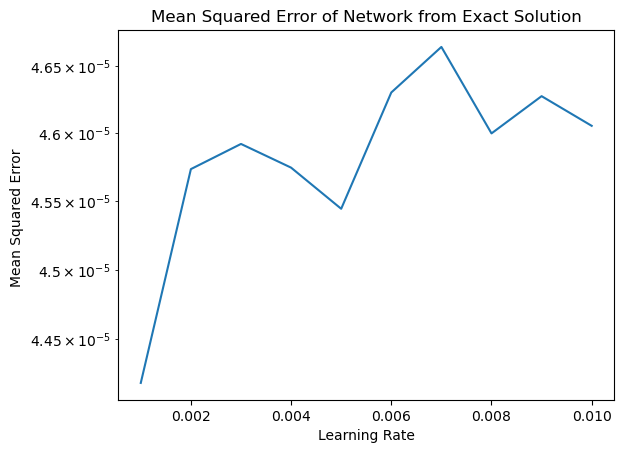 Mean Squared Error of Network from Exact Solution
4.65 × 10⁻⁵
4.6 × 10⁻⁵
4.55 × 10⁻⁵
4.5 × 10⁻⁵
4.45 × 10⁻⁵
Mean Squared Error
0.002 0.004 0.006 0.008 0.010
Learning Rate